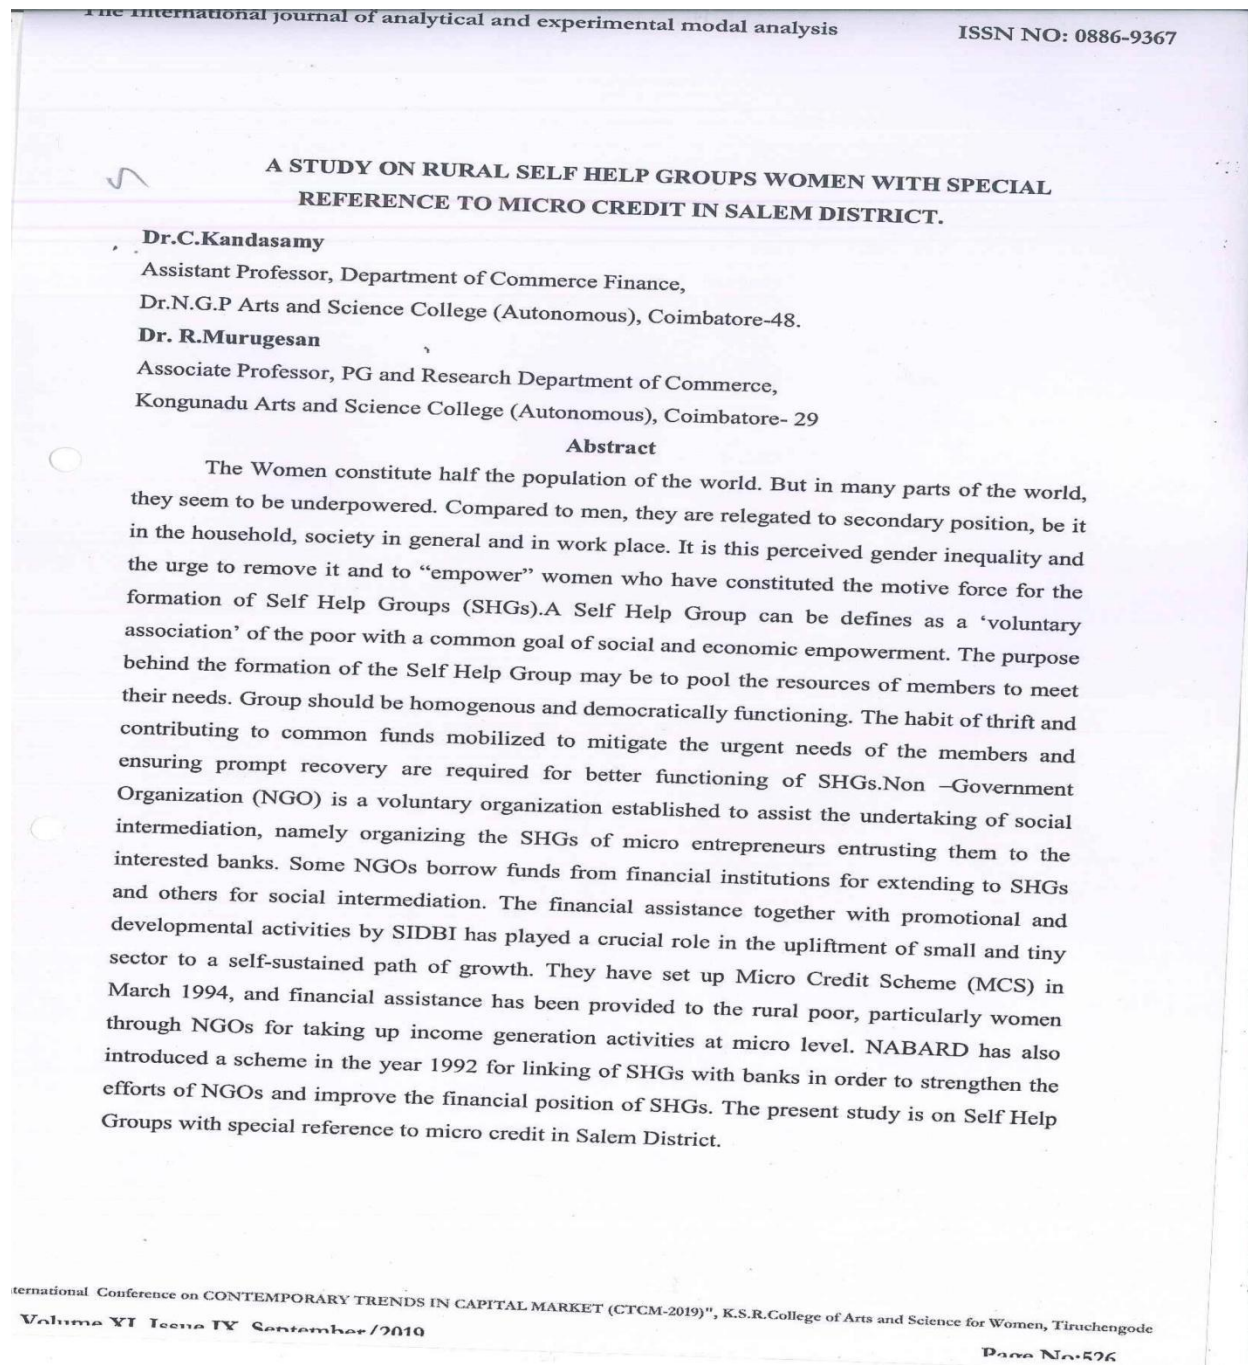 The International journal of analytical and experimental modal analysis
ISSN NO: 0886-9367
A STUDY ON RURAL SELF HELP GROUPS WOMEN WITH SPECIAL
REFERENCE TO MICRO CREDIT IN SALEM DISTRICT.
Dr.C.Kandasamy
Assistant Professor, Department of Commerce Finance,
Dr.N.G.P Arts and Science College (Autonomous), Coimbatore-48.
Dr. R.Murugesan
Associate Professor, PG and Research Department of Commerce,
Kongunadu Arts and Science College (Autonomous), Coimbatore- 29
Abstract
The Women constitute half the population of the world. But in many parts of the world,
they seem to be underpowered. Compared to men, they are relegated to secondary position, be it
in the household, society in general and in work place. It is this perceived gender inequality and
the urge to remove it and to “empower” women who have constituted the motive force for the
formation of Self Help Groups (SHGs).A Self Help Group can be defines as a ‘voluntary
association’ of the poor with a common goal of social and economic empowerment. The purpose
behind the formation of the Self Help Group may be to pool the resources of members to meet
their needs. Group should be homogenous and democratically functioning. The habit of thrift and
contributing to common funds mobilized to mitigate the urgent needs of the members and
ensuring prompt recovery are required for better functioning of SHGs.Non –Government
Organization (NGO) is a voluntary organization established to assist the undertaking of social
intermediation, namely organizing the SHGs of micro entrepreneurs entrusting them to the
interested banks. Some NGOs borrow funds from financial institutions for extending to SHGs
and others for social intermediation. The financial assistance together with promotional and
developmental activities by SIDBI has played a crucial role in the upliftment of small and tiny
sector to a self-sustained path of growth. They have set up Micro Credit Scheme (MCS) in
March 1994, and financial assistance has been provided to the rural poor, particularly women
through NGOs for taking up income generation activities at micro level. NABARD has also
introduced a scheme in the year 1992 for linking of SHGs with banks in order to strengthen the
efforts of NGOs and improve the financial position of SHGs. The present study is on Self Help
Groups with special reference to micro credit in Salem District.
ternational Conference on CONTEMPORARY TRENDS IN CAPITAL MARKET (CTCM-2019)", K.S.R.College of Arts and Science for Women, Tiruchengode
Volume XI, Issue IX, September/2019
Page No:526